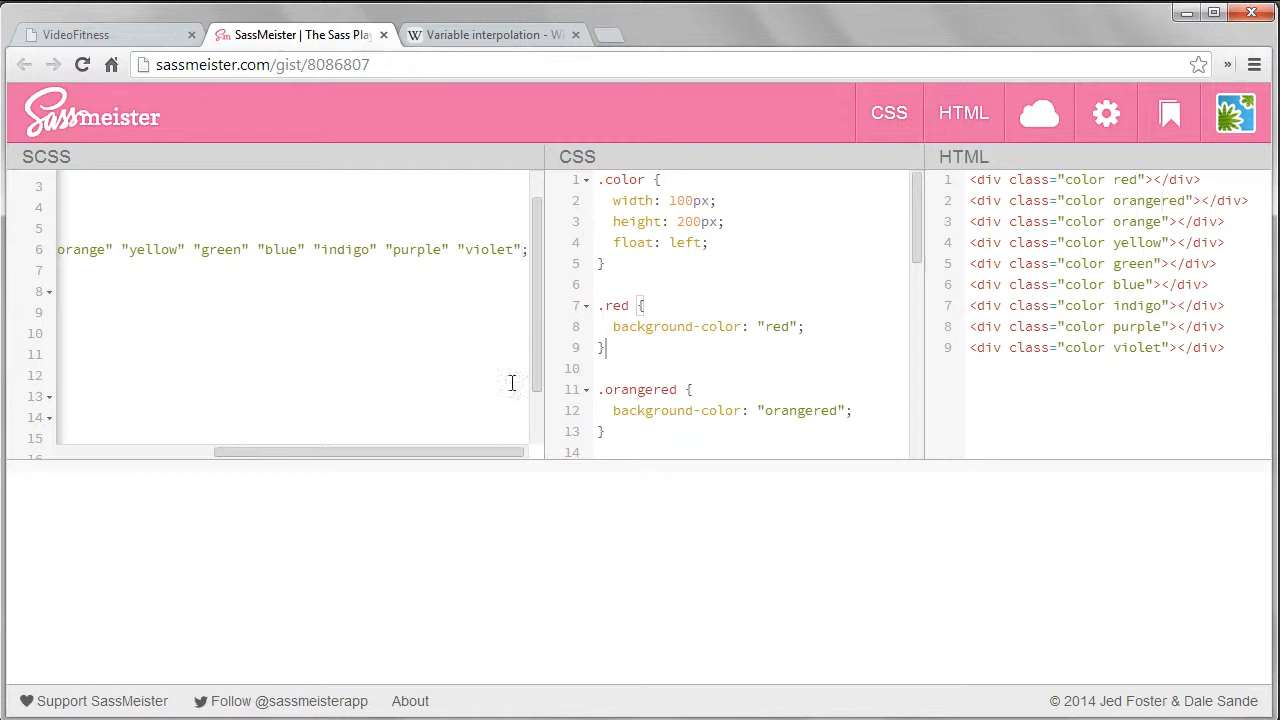 VideoFitness
SassMeister | The Sass Pla
Variable interpolation - Wi
sassmeister.com/gist/8086807
Sassmeister
CSS
HTML
SCSS
3
4
5
6 orange" "yellow" "green" "blue" "indigo" "purple" "violet";
7
8
9
10
11
12
13
14
15
16
CSS
1 .color {
2 width: 100px;
3 height: 200px;
4 float: left;
5 }
6
7 .red {
8 background-color: "red";
9 }
10
11 .orangered {
12 background-color: "orangered";
13 }
14
HTML
1 <div class="color red"></div>
2 <div class="color orangered"></div>
3 <div class="color orange"></div>
4 <div class="color yellow"></div>
5 <div class="color green"></div>
6 <div class="color blue"></div>
7 <div class="color indigo"></div>
8 <div class="color purple"></div>
9 <div class="color violet"></div>
Support SassMeister
Follow @sassmeisterapp
About
© 2014 Jed Foster & Dale Sande